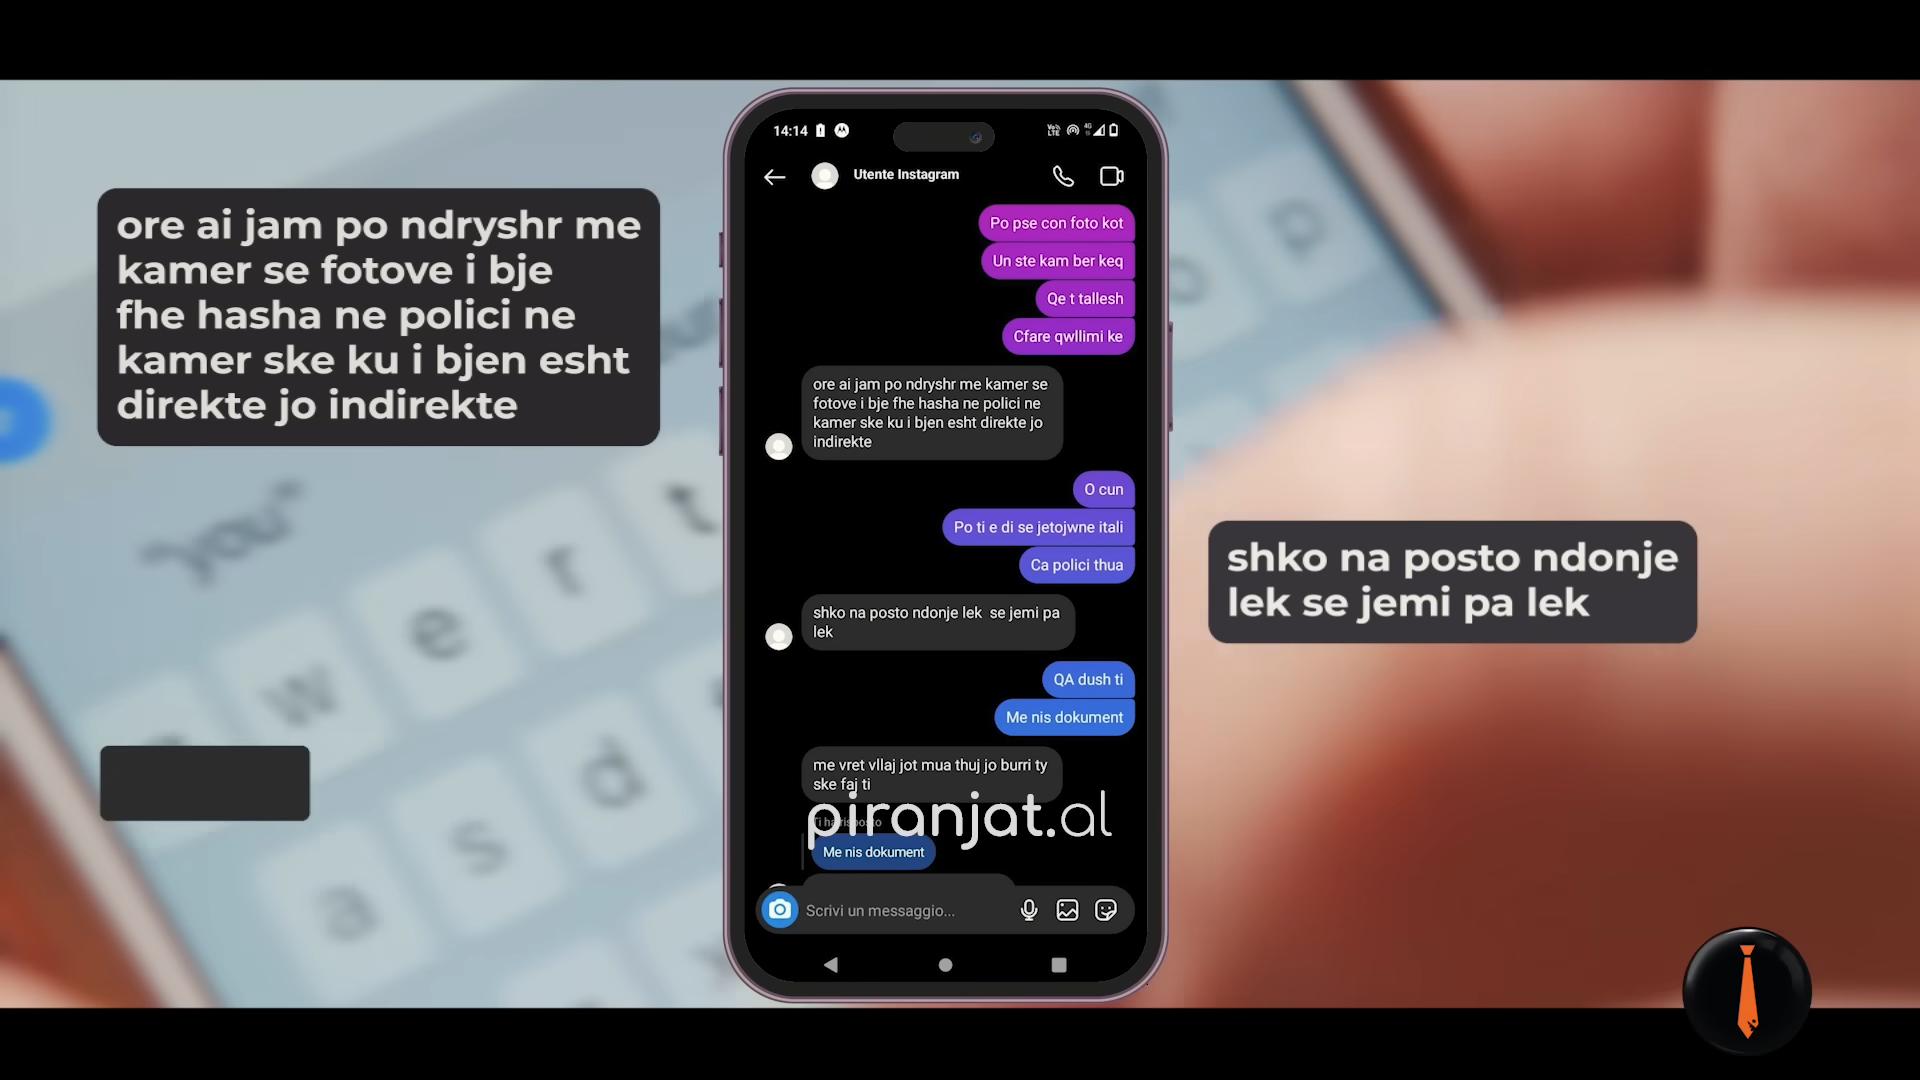 14:14
Utente Instagram
Po pse con foto kot
Un ste kam ber keq
Qe t tallesh
Cfare qwllimi ke
ore ai jam po ndryshr me kamer se
fotove i bje fhe hasha ne polici ne
kamer ske ku i bjen esht direkte jo
indirekte
O cun
Po ti e di se jetojwne itali
Ca polici thua
shko na posto ndonje lek se jemi pa
lek
QA dush ti
Me nis dokument
me vret vllaj jot mua thuj jo burri ty
ske faj ti
Ti hai risposto
Me nis dokument
Scrivi un messaggio...
piranjat.al
ore ai jam po ndryshr me
kamer se fotove i bje
fhe hasha ne polici ne
kamer ske ku i bjen esht
direkte jo indirekte
shko na posto ndonje
lek se jemi pa lek
you
w e r t
a s d